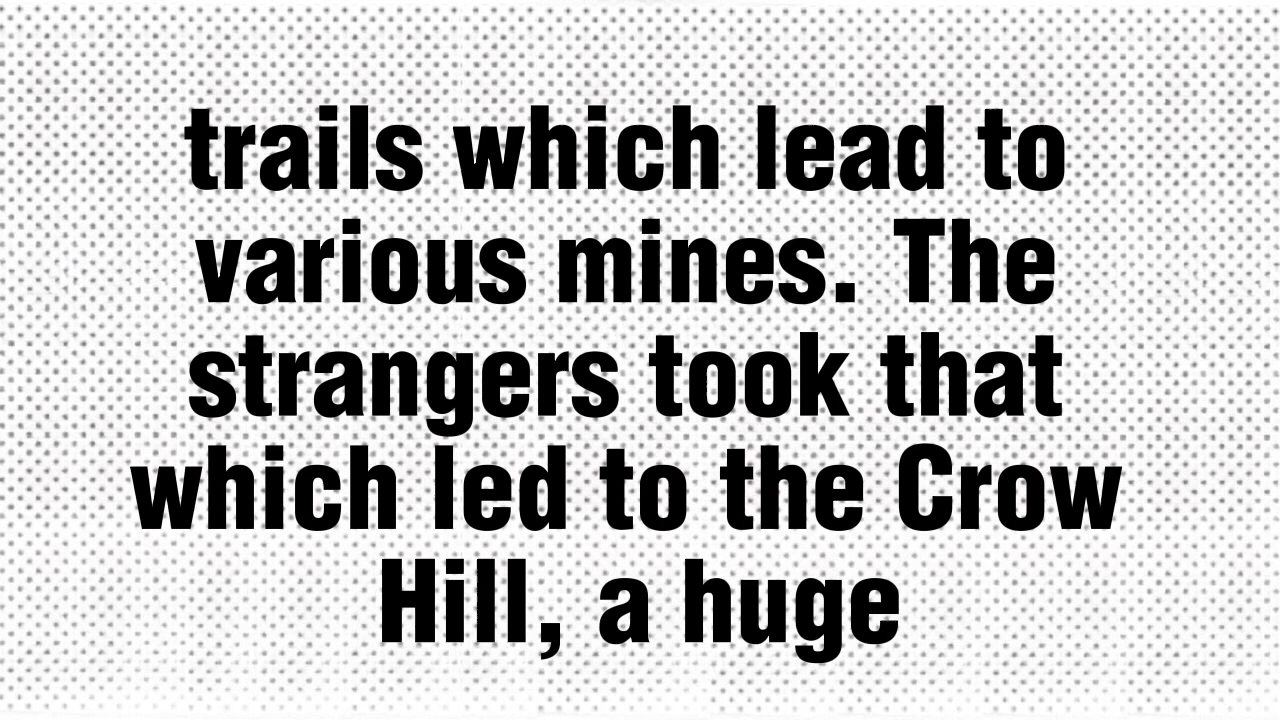 trails which lead to
various mines. The
strangers took that
which led to the Crow
Hill, a huge